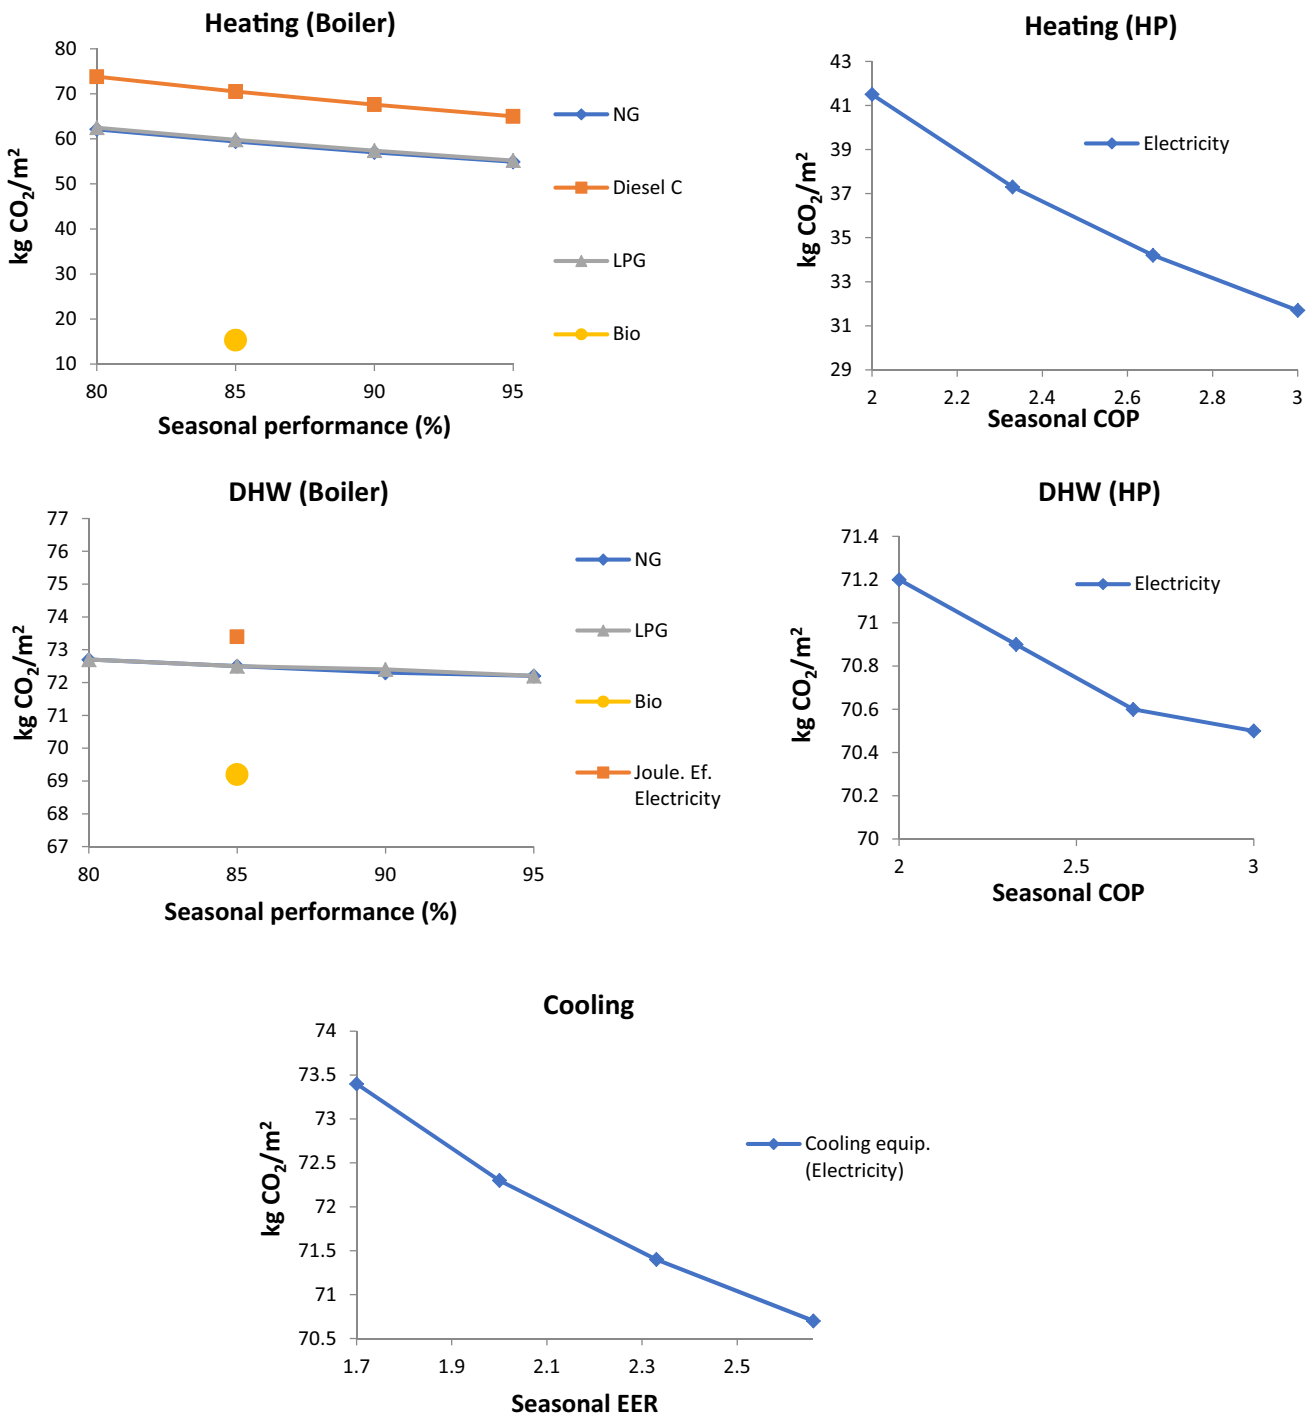 Heating (Boiler)
80
70
60
50
40
30
20
10
kg CO₂/m²
80 85 90 95
Seasonal performance (%)
NG
Diesel C
LPG
Bio
Heating (HP)
43
41
39
37
35
33
31
29
kg CO₂/m²
2 2.2 2.4 2.6 2.8 3
Seasonal COP
Electricity
DHW (Boiler)
77
76
75
74
73
72
71
70
69
68
67
kg CO₂/m²
80 85 90 95
Seasonal performance (%)
NG
LPG
Bio
Joule. Ef.
Electricity
DHW (HP)
71.4
71.2
71
70.8
70.6
70.4
70.2
70
kg CO₂/m²
2 2.5 3
Seasonal COP
Electricity
Cooling
74
73.5
73
72.5
72
71.5
71
70.5
kg CO₂/m²
1.7 1.9 2.1 2.3 2.5
Seasonal EER
Cooling equip.
(Electricity)